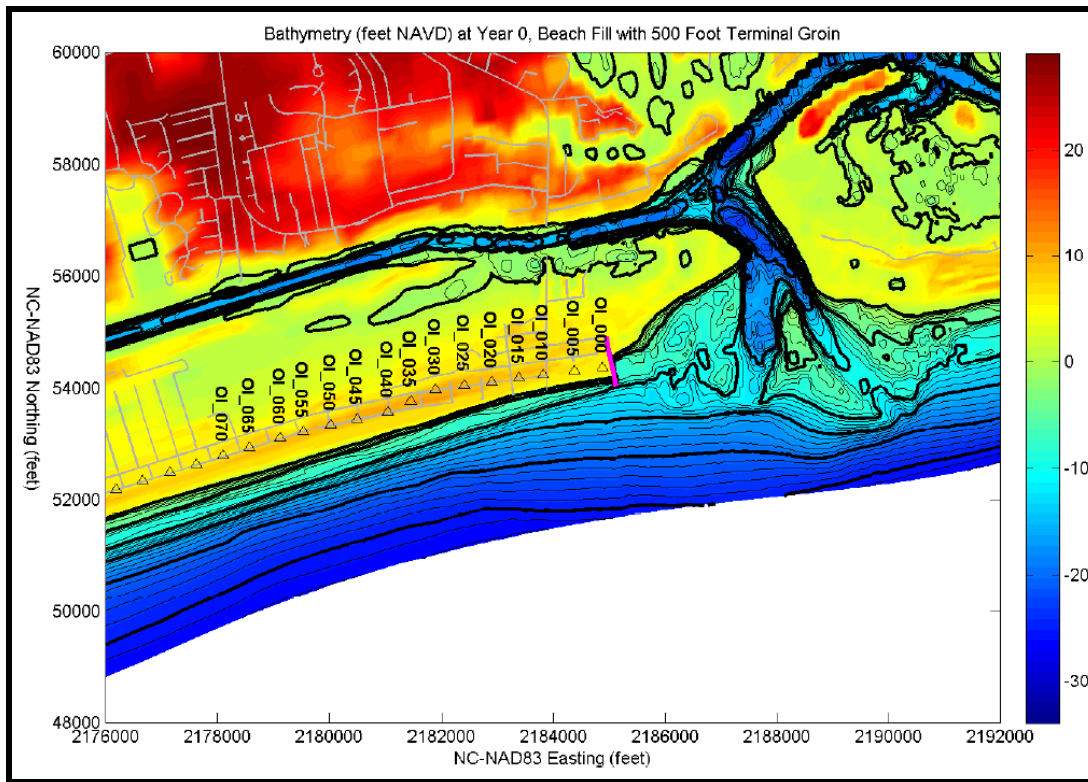 Bathymetry (feet NAVD) at Year 0, Beach Fill with 500 Foot Terminal Groin
60000
58000
56000
54000
52000
50000
48000
NC-NAD83 Northing (feet)
2176000
2178000
2180000
2182000
2184000
2186000
2188000
2190000
2192000
NC-NAD83 Easting (feet)
OI_070
OI_065
OI_060
OI_055
OI_050
OI_045
OI_040
OI_035
OI_030
OI_025
OI_020
OI_015
OI_010
OI_005
OI_000
20
10
0
-10
-20
-30